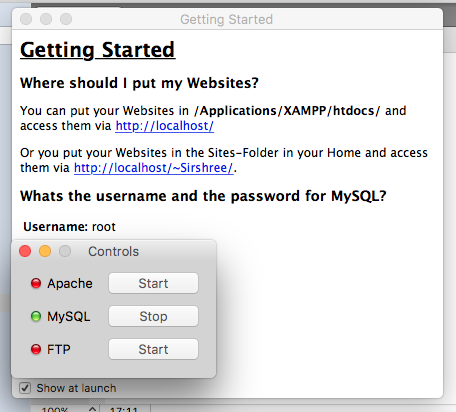 Getting Started
Getting Started
Where should I put my Websites?
You can put your Websites in /Applications/XAMPP/htdocs/ and
access them via http://localhost/
Or you put your Websites in the Sites-Folder in your Home and access
them via http://localhost/~Sirshree/.
Whats the username and the password for MySQL?
Username: root
Controls
Apache Start
MySQL Stop
FTP Start
Show at launch
100% 17:11